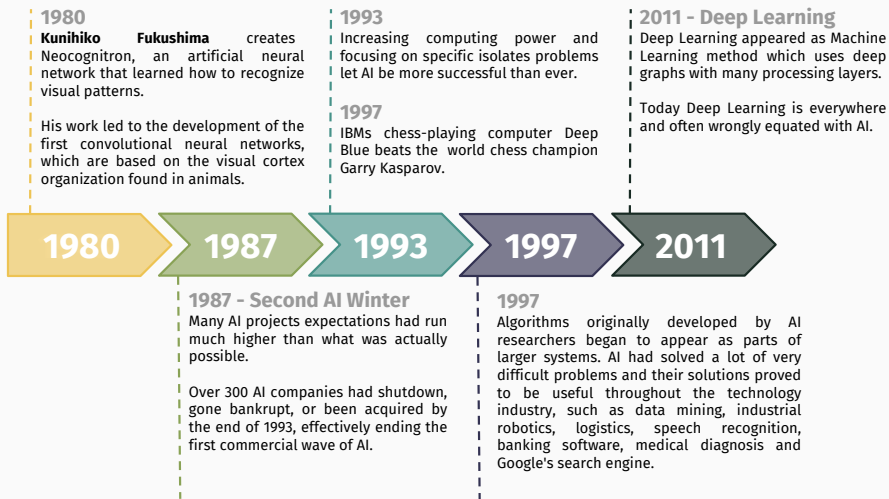 1980
Kunihiko Fukushima creates
Neocognitron, an artificial neural
network that learned how to recognize
visual patterns.
His work led to the development of the
first convolutional neural networks,
which are based on the visual cortex
organization found in animals.
1993
Increasing computing power and
focusing on specific isolates problems
let AI be more successful than ever.
1997
IBMs chess-playing computer Deep
Blue beats the world chess champion
Garry Kasparov.
2011 - Deep Learning
Deep Learning appeared as Machine
Learning method which uses deep
graphs with many processing layers.
Today Deep Learning is everywhere
and often wrongly equated with AI.
1980
1987
1993
1997
2011
1987 - Second AI Winter
Many AI projects expectations had run
much higher than what was actually
possible.
Over 300 AI companies had shutdown,
gone bankrupt, or been acquired by
the end of 1993, effectively ending the
first commercial wave of AI.
1997
Algorithms originally developed by AI
researchers began to appear as parts of
larger systems. AI had solved a lot of very
difficult problems and their solutions proved
to be useful throughout the technology
industry, such as data mining, industrial
robotics, logistics, speech recognition,
banking software, medical diagnosis and
Google's search engine.